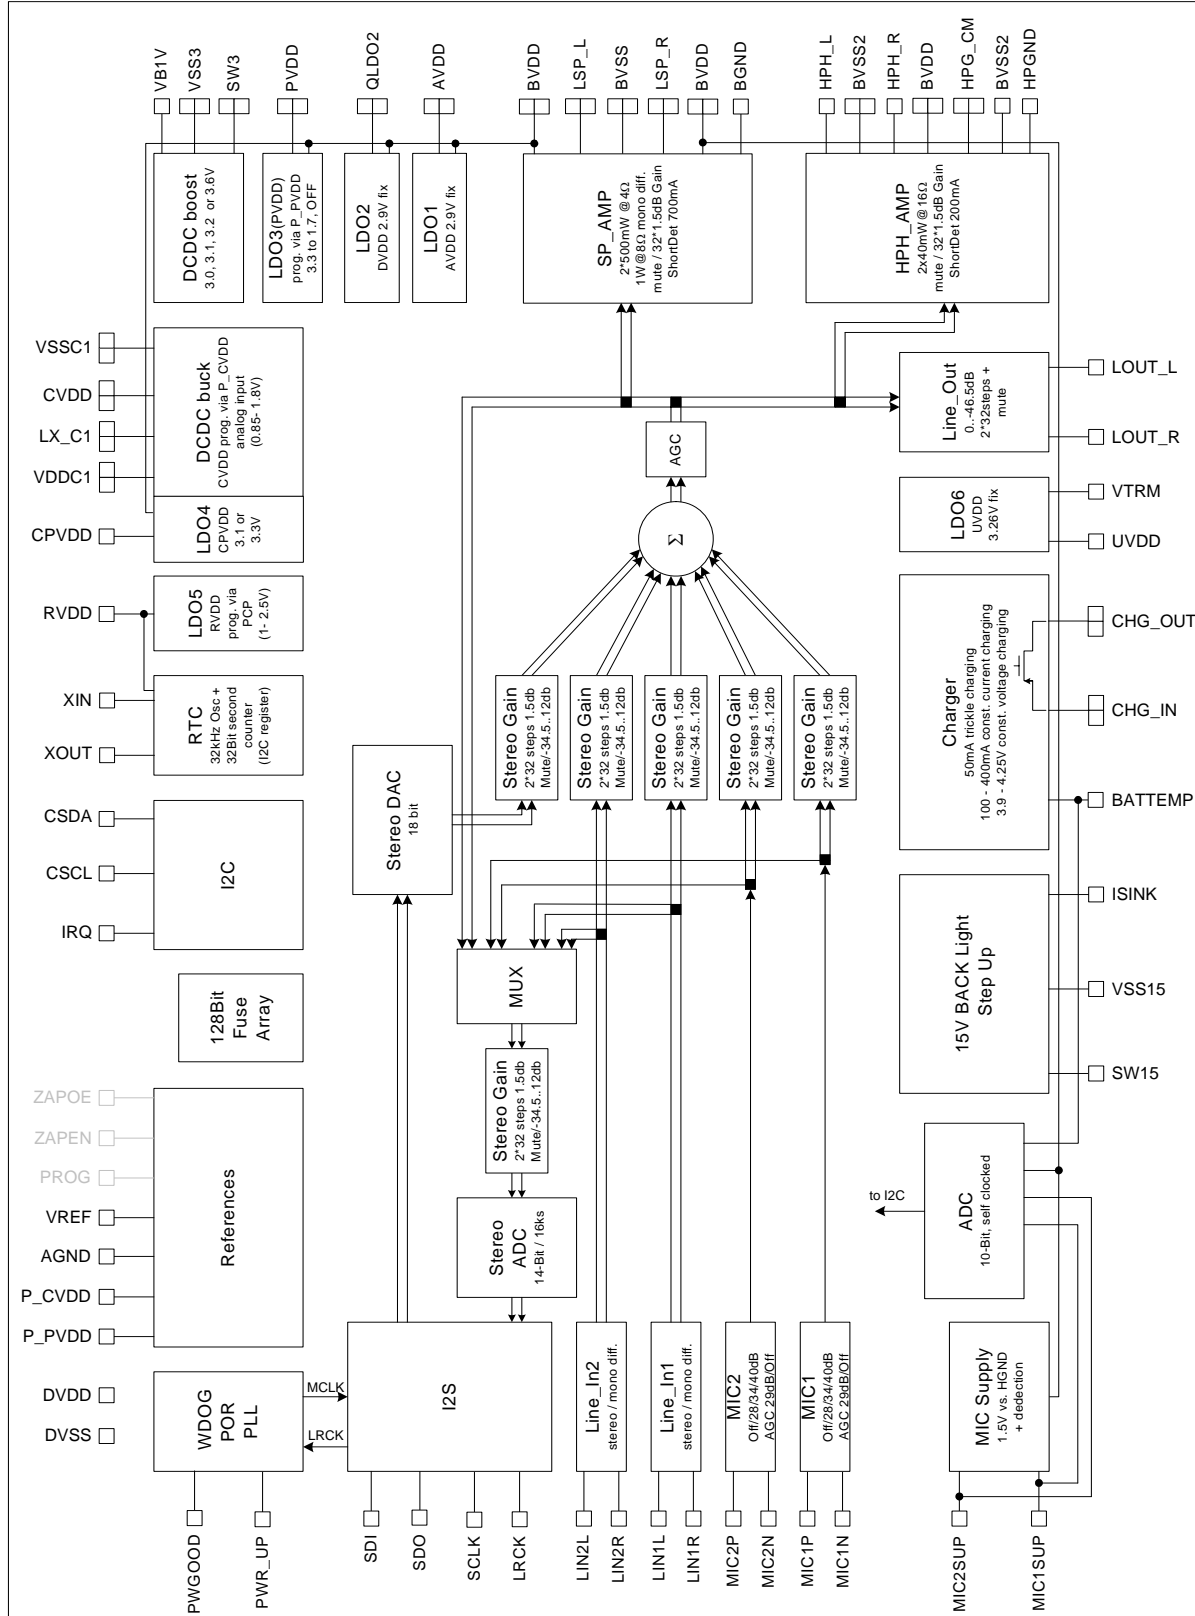 VB1V
VSS3
SW3
PVDD
QLDO2
AVDD
BVDD
LSP_L
BVSS
LSP_R
BVDD
BGND
HPH_L
BVSS2
HPH_R
BVDD
HPG_CM
BVSS2
HPGND
DCDC boost
3.0, 3.1, 3.2 or 3.6V
LDO3(PVDD)
prog. via P_PVDD
3.3 to 1.7, OFF
LDO2
DVDD 2.9V fix
LDO1
AVDD 2.9V fix
SP_AMP
2*500mW @4Ω
1W@8Ω mono diff.
mute / 32*1.5dB Gain
ShortDet 700mA
HPH_AMP
2x40mW@16Ω
mute / 32*1.5dB Gain
ShortDet 200mA
VSSC1
CVDD
LX_C1
VDDC1
CPVDD
RVDD
XIN
XOUT
CSDA
CSCL
IRQ
ZAPOE
ZAPEN
PROG
VREF
AGND
P_CVDD
P_PVDD
DVDD
DVSS
DCDC buck
CVDD prog. via P_CVDD
analog input
(0.85- 1.8V)
LDO4
CPVDD
3.1 or
3.3V
LDO5
RVDD
prog. via
PCP
(1- 2.5V)
RTC
32kHz Osc +
32Bit second
counter
(I2C register)
I2C
128Bit
Fuse
Array
References
WDOG
POR
PLL
MCLK
LRCK
I2S
Line_Out
0..-46.5dB
2*32steps +
mute
LOUT_L
LOUT_R
AGC
Σ
LDO6
UVDD
3.26V fix
VTRM
UVDD
Stereo Gain
2*32 steps 1.5db
Mute/-34.5..12db
Stereo Gain
2*32 steps 1.5db
Mute/-34.5..12db
Stereo Gain
2*32 steps 1.5db
Mute/-34.5..12db
Stereo Gain
2*32 steps 1.5db
Mute/-34.5..12db
Stereo Gain
2*32 steps 1.5db
Mute/-34.5..12db
Charger
50mA trickle charging
100 - 400mA const. current charging
3.9 - 4.25V const. voltage charging
CHG_OUT
CHG_IN
BATTEMP
Stereo DAC
18 bit
MUX
Stereo Gain
2*32 steps 1.5db
Mute/-34.5..12db
Stereo
ADC
14-Bit / 16ks
15V BACK Light
Step Up
ISINK
VSS15
SW15
to I2C
ADC
10-Bit, self clocked
Line_In2
stereo / mono diff.
Line_In1
stereo / mono diff.
MIC2
Off/28/34/40dB
AGC 29dB/Off
MIC1
Off/28/34/40dB
AGC 29dB/Off
MIC Supply
1.5V vs. HGND
+ dedection
PWGOOD
PWR_UP
SDI
SDO
SCLK
LRCK
LIN2L
LIN2R
LIN1L
LIN1R
MIC2P
MIC2N
MIC1P
MIC1N
MIC2SUP
MIC1SUP